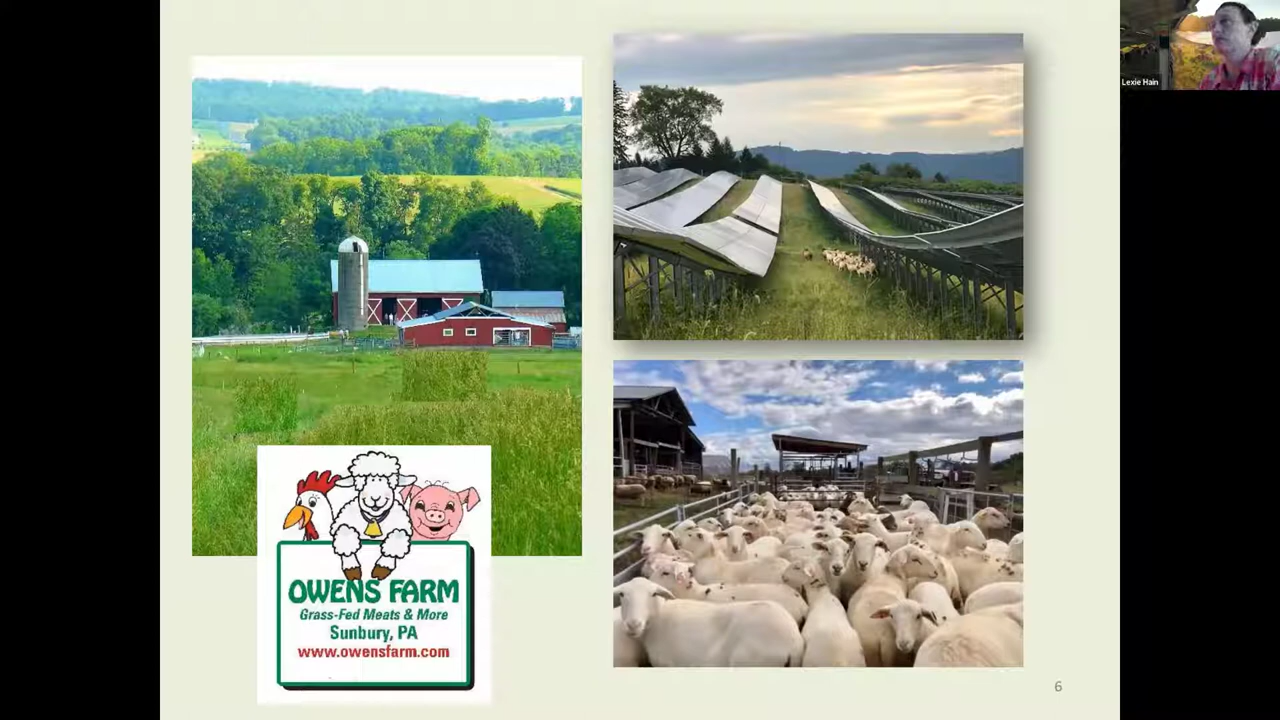 Lexie Hain
OWENS FARM
Grass-Fed Meats & More
Sunbury, PA
www.owensfarm.com
6